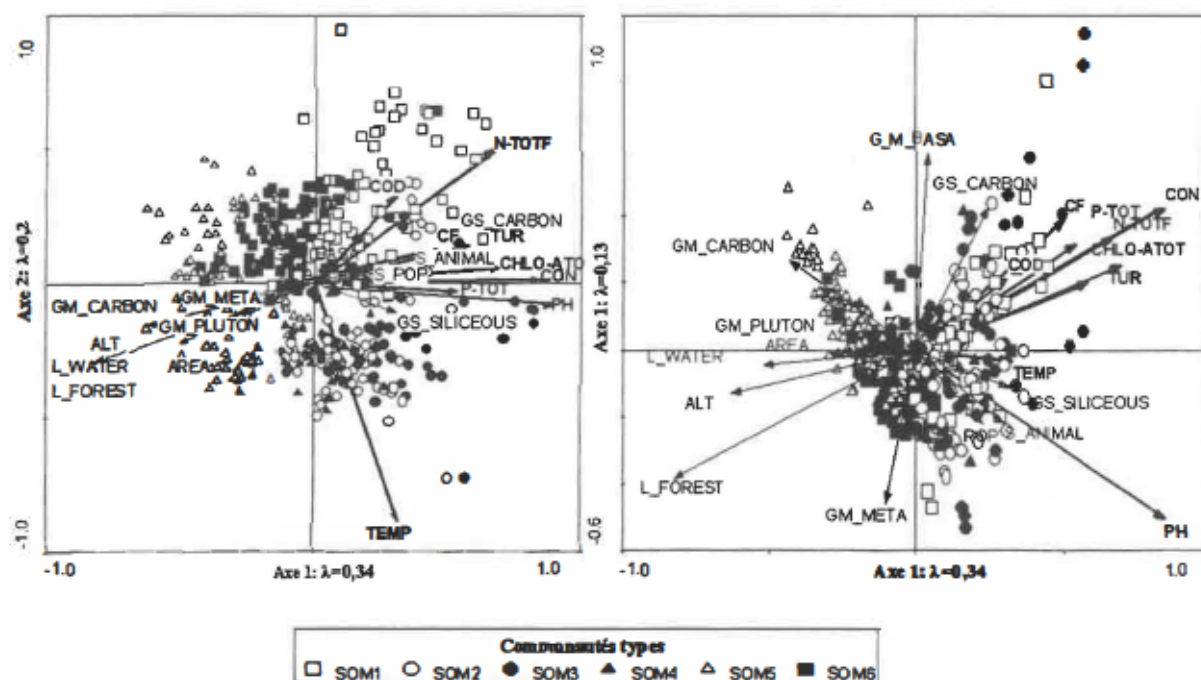 1.0
N-TOTF
COD
GS_CARBON
CF
TUR
S_ANIMAL
S_POP
CHLO-ATO
CON
P-TOT
PH
GM_CARBON
GM_META
GM_PLUTON
GS_SILICEOUS
ALT
L_WATER
AREA
L_FOREST
TEMP
Axe 2: λ=0,2
-1.0
-1.0
Axe 1: λ=0,34
1.0
1.0
G_M_BASA
GS_CARBON
CON
CF
P-TOT
N-TOTF
GM_CARBON
CHLO-ATOT
COD
TUR
GM_PLUTON
AREA
L_WATER
TEMP
ALT
GS_SILICEOUS
ROP
S_ANIMAL
L_FOREST
GM_META
PH
Axe 1: λ=0,13
-0.6
-1.0
Axe 1: λ=0,34
1.0
Communautés types
SOM1 SOM2 SOM3 SOM4 SOM5 SOM6